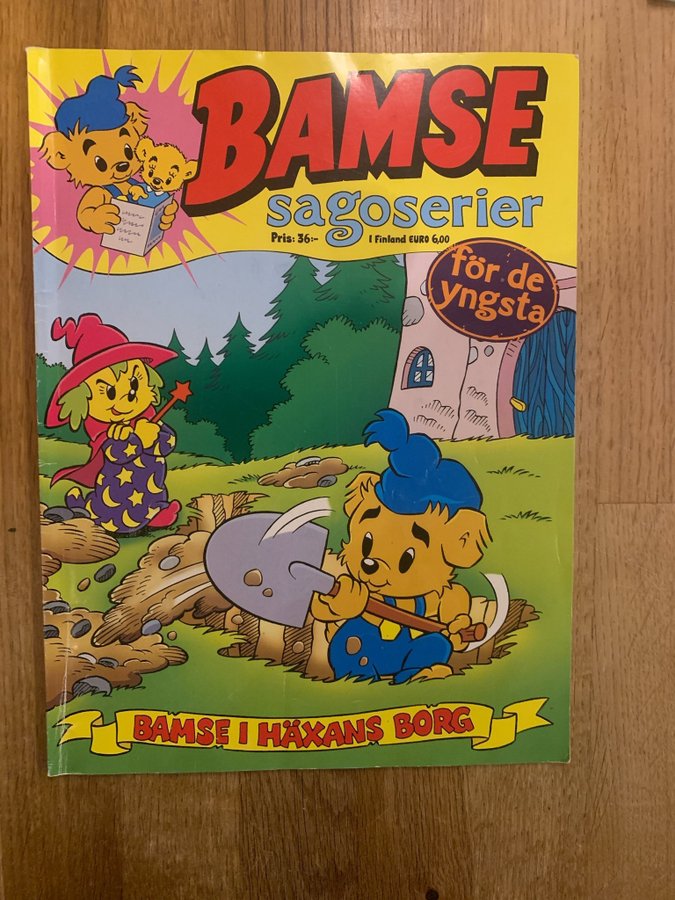 BAMSE
sagoserier
Pris: 36:- I Finland EURO 6,00
för de
yngsta
BAMSE I HÄXANS BORG